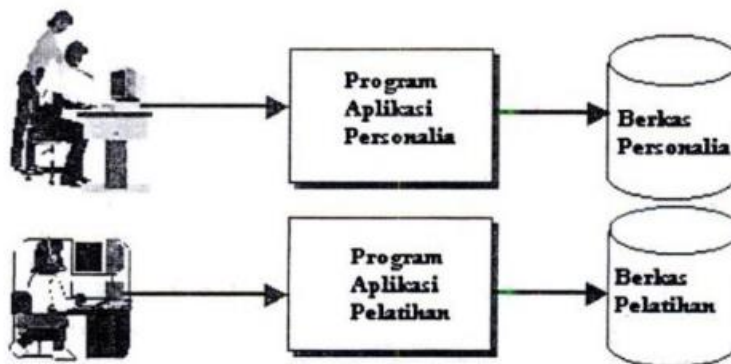 Program
Aplikasi
Personalia
Berkas
Personalia
Program
Aplikasi
Pelatihan
Berkas
Pelatihan